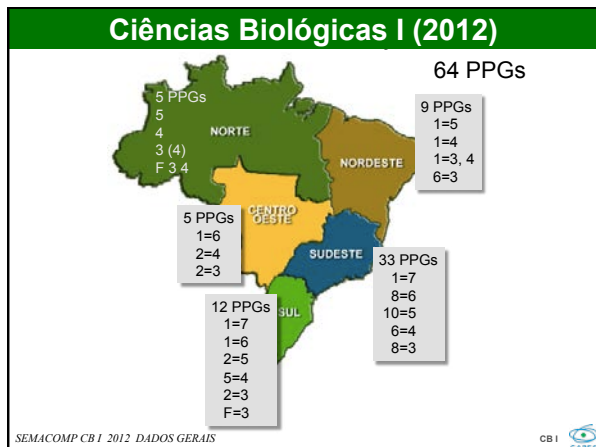 Ciências Biológicas I (2012)
64 PPGs
5 PPGs
5
4
3 (4)
F 3 4
NORTE
NORDESTE
9 PPGs
1=5
1=4
1=3, 4
6=3
CENTRO
OESTE
5 PPGs
1=6
2=4
2=3
SUDESTE
33 PPGs
1=7
8=6
10=5
6=4
8=3
SUL
12 PPGs
1=7
1=6
2=5
5=4
2=3
F=3
SEMACOMP CB I 2012 DADOS GERAIS
CB I